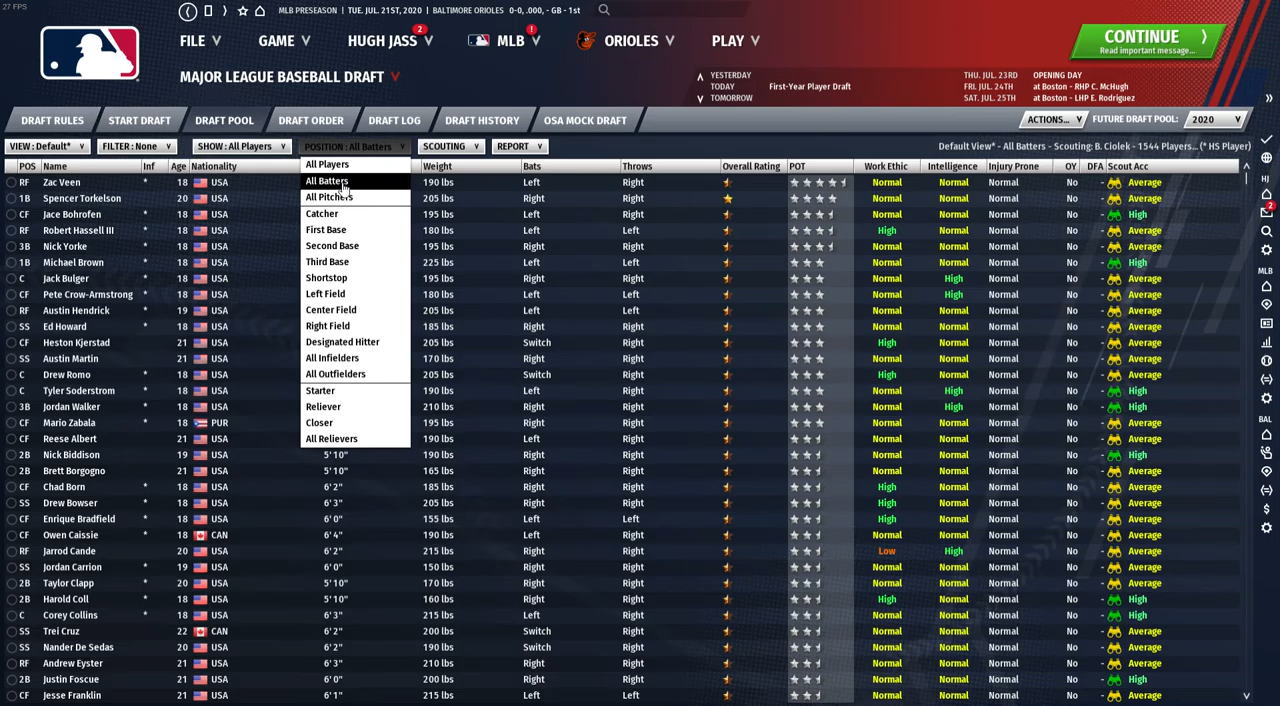 27 FPS
MLB PRESEASON | TUE. JUL. 21ST, 2020 | BALTIMORE ORIOLES 0-0, .000, - GB - 1st
FILE GAME HUGH JASS 2 MLB ! ORIOLES PLAY
CONTINUE
Read important message...
MAJOR LEAGUE BASEBALL DRAFT
YESTERDAY THU. JUL. 23RD OPENING DAY
TODAY First-Year Player Draft FRI. JUL. 24TH at Boston - RHP C. McHugh
TOMORROW SAT. JUL. 25TH at Boston - LHP E. Rodriguez
DRAFT RULES START DRAFT DRAFT POOL DRAFT ORDER DRAFT LOG DRAFT HISTORY OSA MOCK DRAFT ACTIONS... FUTURE DRAFT POOL: 2020
VIEW : Default* FILTER: None SHOW : All Players POSITION : All Batters SCOUTING REPORT Default View* - All Batters - Scouting: B. Ciolek - 1544 Players... (* HS Player)
POS Name Inf Age Nationality Weight Bats Throws Overall Rating POT Work Ethic Intelligence Injury Prone OY DFA Scout Acc
All Players
All Batters
All Pitchers
Catcher
First Base
Second Base
Third Base
Shortstop
Left Field
Center Field
Right Field
Designated Hitter
All Infielders
All Outfielders
Starter
Reliever
Closer
All Relievers
RF Zac Veen * 18 USA 190 lbs Left Right Normal Normal Normal No - Average
1B Spencer Torkelson 20 USA 205 lbs Right Right Normal Normal Normal No - Average
CF Jace Bohrofen * 18 USA 195 lbs Left Right Normal Normal Normal No - High
RF Robert Hassell III * 18 USA 180 lbs Left Left High Normal Normal No - Average
3B Nick Yorke * 18 USA 195 lbs Right Right Normal Normal Normal No - Average
1B Michael Brown * 18 USA 225 lbs Left Left Normal Normal Normal No - High
C Jack Bulger * 18 USA 195 lbs Right Right Normal High Normal No - Average
CF Pete Crow-Armstrong * 18 USA 180 lbs Left Left Normal High Normal No - Average
RF Austin Hendrick * 19 USA 205 lbs Left Left Normal Normal Normal No - Average
SS Ed Howard * 18 USA 185 lbs Right Right Normal Normal Normal No - Average
CF Heston Kjerstad 21 USA 205 lbs Switch Right High Normal Normal No - Average
SS Austin Martin 21 USA 170 lbs Right Right Normal Normal Normal No - Average
C Drew Romo * 18 USA 205 lbs Switch Right High Normal Normal No - Average
C Tyler Soderstrom * 18 USA 190 lbs Left Right Normal High Normal No - High
3B Jordan Walker * 18 USA 210 lbs Right Right Normal High Normal No - High
CF Mario Zabala * 18 PUR 195 lbs Right Right Normal Normal Normal No - Average
CF Reese Albert 21 USA 190 lbs Left Left Normal Normal Normal No - Average
2B Nick Biddison 19 USA 5'10" 190 lbs Right Right Normal Normal Normal No - High
2B Brett Borgogno 21 USA 5'10" 165 lbs Right Right Normal Normal Normal No - Average
CF Chad Born * 18 USA 6'2" 185 lbs Right Right High Normal Normal No - Average
SS Drew Bowser * 18 USA 6'3" 205 lbs Right Right Normal Normal Normal No - Average
CF Enrique Bradfield * 18 USA 6'0" 155 lbs Left Left High Normal Normal No - Average
CF Owen Caissie * 18 CAN 6'4" 190 lbs Left Right Normal Normal Normal No - Average
RF Jarrod Cande 20 USA 6'2" 215 lbs Right Right Low High Normal No - Average
SS Jordan Carrion * 19 USA 6'0" 150 lbs Right Right Normal Normal Normal No - Average
2B Taylor Clapp * 20 USA 5'10" 170 lbs Right Right Normal Normal Normal No - Average
2B Harold Coll * 18 USA 5'10" 160 lbs Right Right High Normal Normal No - High
C Corey Collins * 18 USA 6'3" 215 lbs Left Right Normal Normal Normal No - High
SS Trei Cruz 22 CAN 6'2" 200 lbs Switch Right Normal Normal Normal No - Average
SS Nander De Sedas 20 USA 6'2" 190 lbs Switch Right Normal Normal Normal No - Average
RF Andrew Eyster 21 USA 6'3" 210 lbs Right Right Normal Normal Normal No - Average
2B Justin Foscue 21 USA 6'0" 200 lbs Right Right Normal Normal Normal No - High
CF Jesse Franklin 21 USA 6'1" 215 lbs Left Left Normal Normal Normal No - Average
HJ
2
MLB
BAL